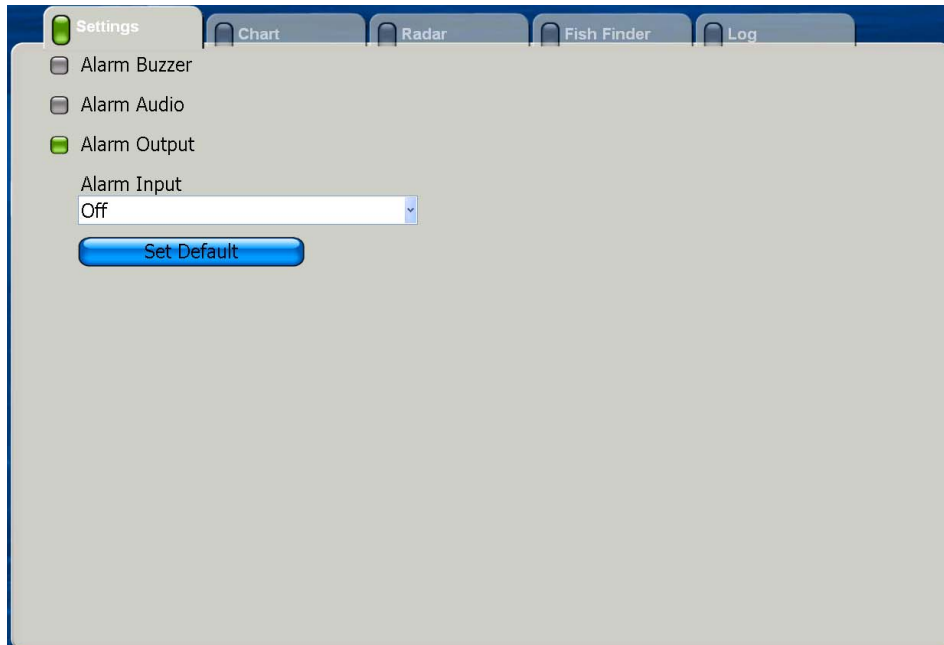 Settings
Chart
Radar
Fish Finder
Log
Alarm Buzzer
Alarm Audio
Alarm Output
Alarm Input
Off
Set Default